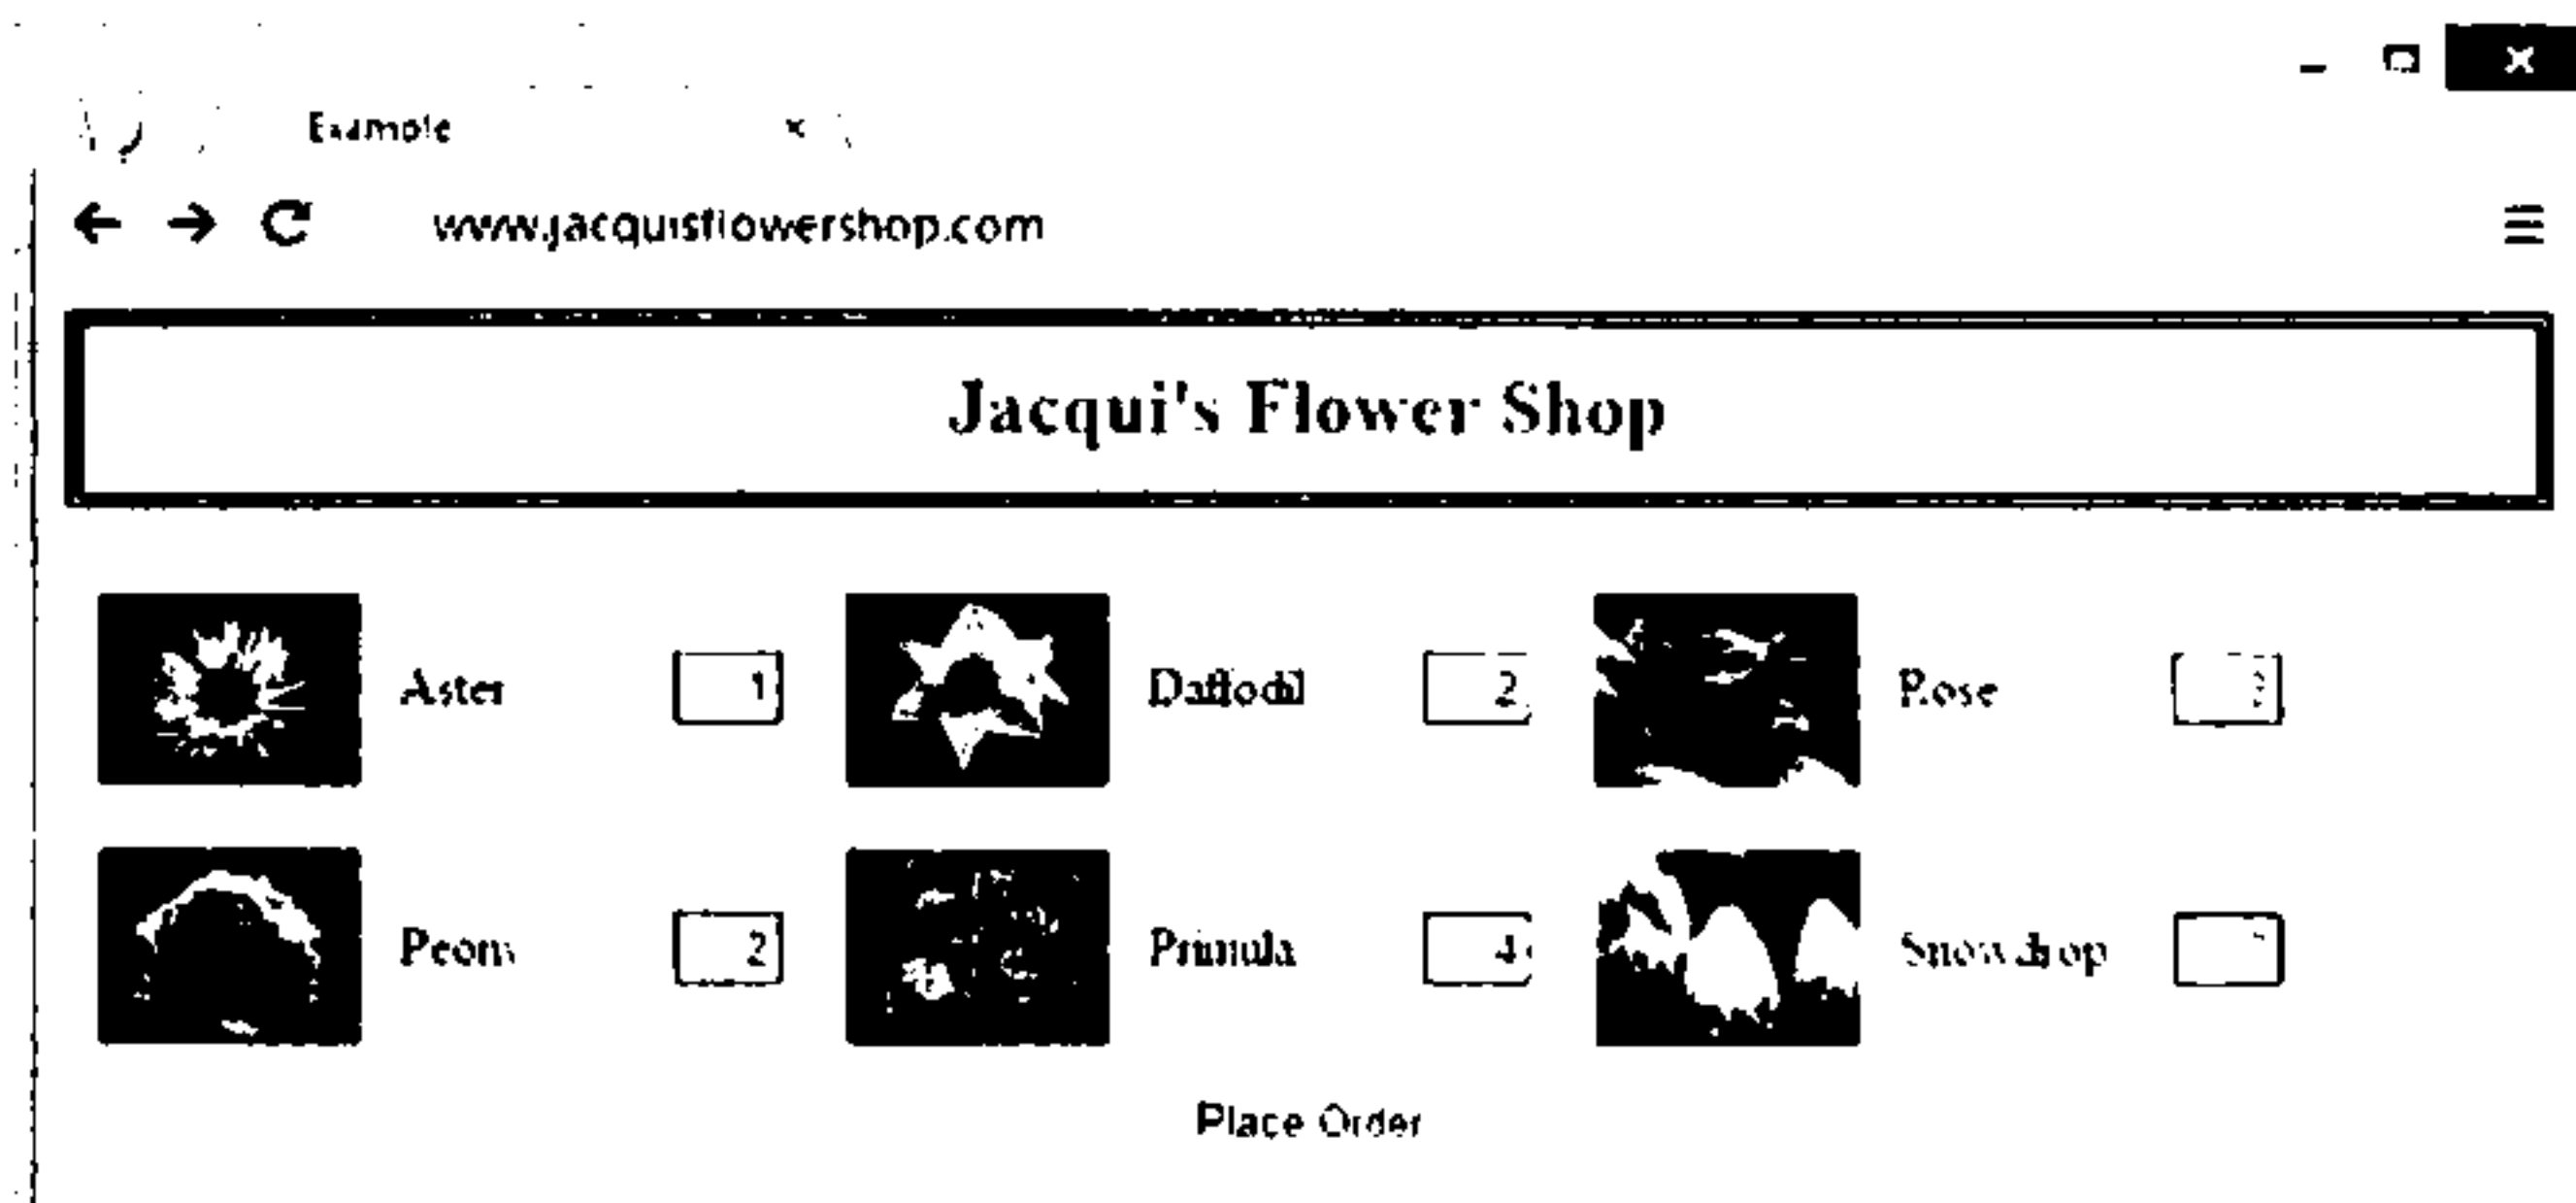 Example
www.jacquisflowershop.com
Jacqui's Flower Shop
Aster 1 Daffodil 2 Rose
Peony 2 Primula 4 Snowdrop
Place Order